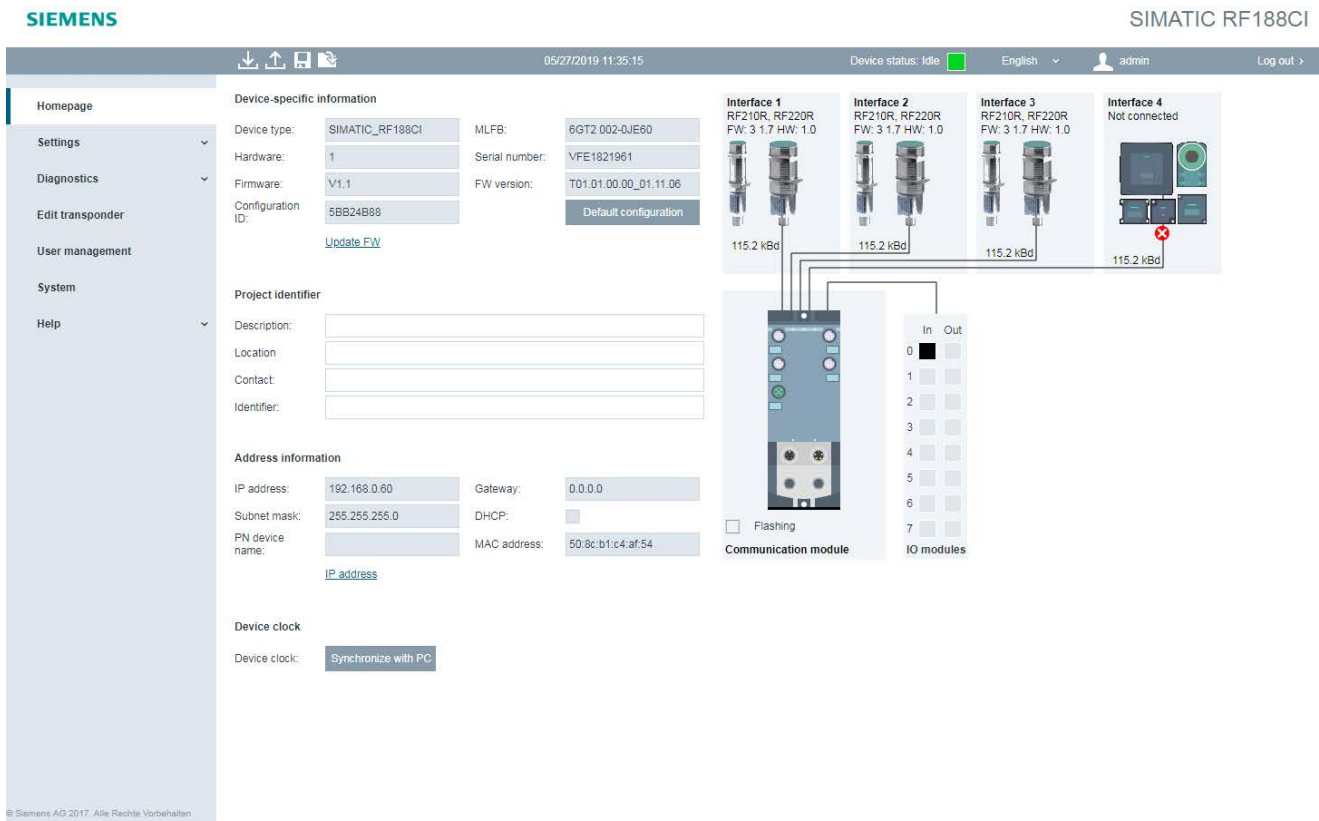 SIEMENS
SIMATIC RF188CI
05/27/2019 11:35:15
Device status: Idle
English
admin
Log out >
Homepage
Settings
Diagnostics
Edit transponder
User management
System
Help
Device-specific information
Device type: SIMATIC_RF188CI MLFB: 6GT2 002-0JE60
Hardware: 1 Serial number: VFE1821961
Firmware: V1.1 FW version: T01.01.00.00_01.11.06
Configuration
ID: 5BB24B88 Default configuration
Update FW
Project identifier
Description:
Location
Contact:
Identifier:
Address information
IP address: 192.168.0.60 Gateway: 0.0.0.0
Subnet mask: 255.255.255.0 DHCP:
PN device
name: MAC address: 50:8c:b1:c4:af:54
IP address
Device clock
Device clock: Synchronize with PC
Interface 1
RF210R, RF220R
FW: 3 1.7 HW: 1.0
115.2 kBd
Interface 2
RF210R, RF220R
FW: 3 1.7 HW: 1.0
115.2 kBd
Interface 3
RF210R, RF220R
FW: 3 1.7 HW: 1.0
115.2 kBd
Interface 4
Not connected
115.2 kBd
Flashing
Communication module
In Out
0
1
2
3
4
5
6
7
IO modules
© Siemens AG 2017, Alle Rechte Vorbehalten